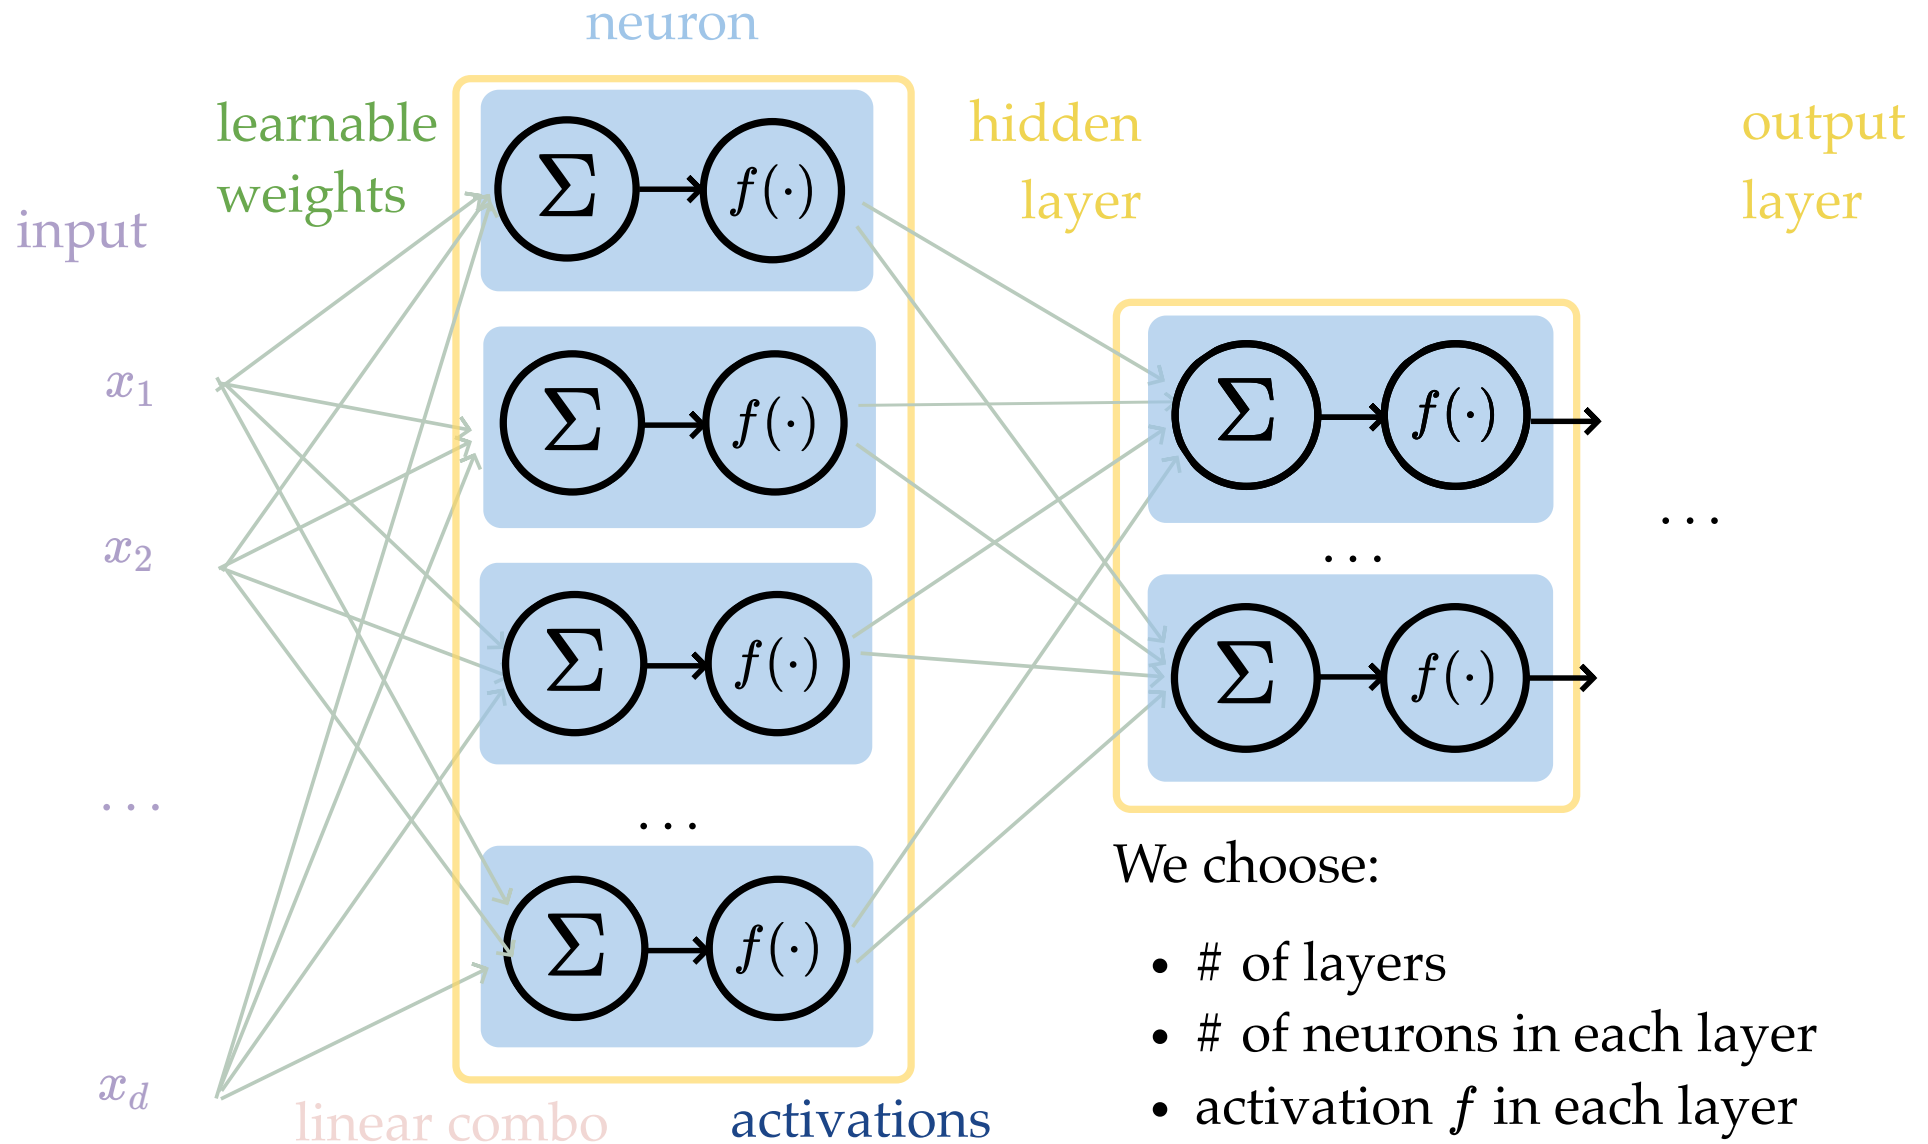 neuron
learnable
weights
hidden
layer
output
layer
input
Σ f(·)
x₁
Σ f(·)
Σ f(·)
x₂
...
...
Σ f(·)
Σ f(·)
...
...
We choose:
Σ f(·)
• # of layers
• # of neurons in each layer
x_d
linear combo
activations
• activation f in each layer